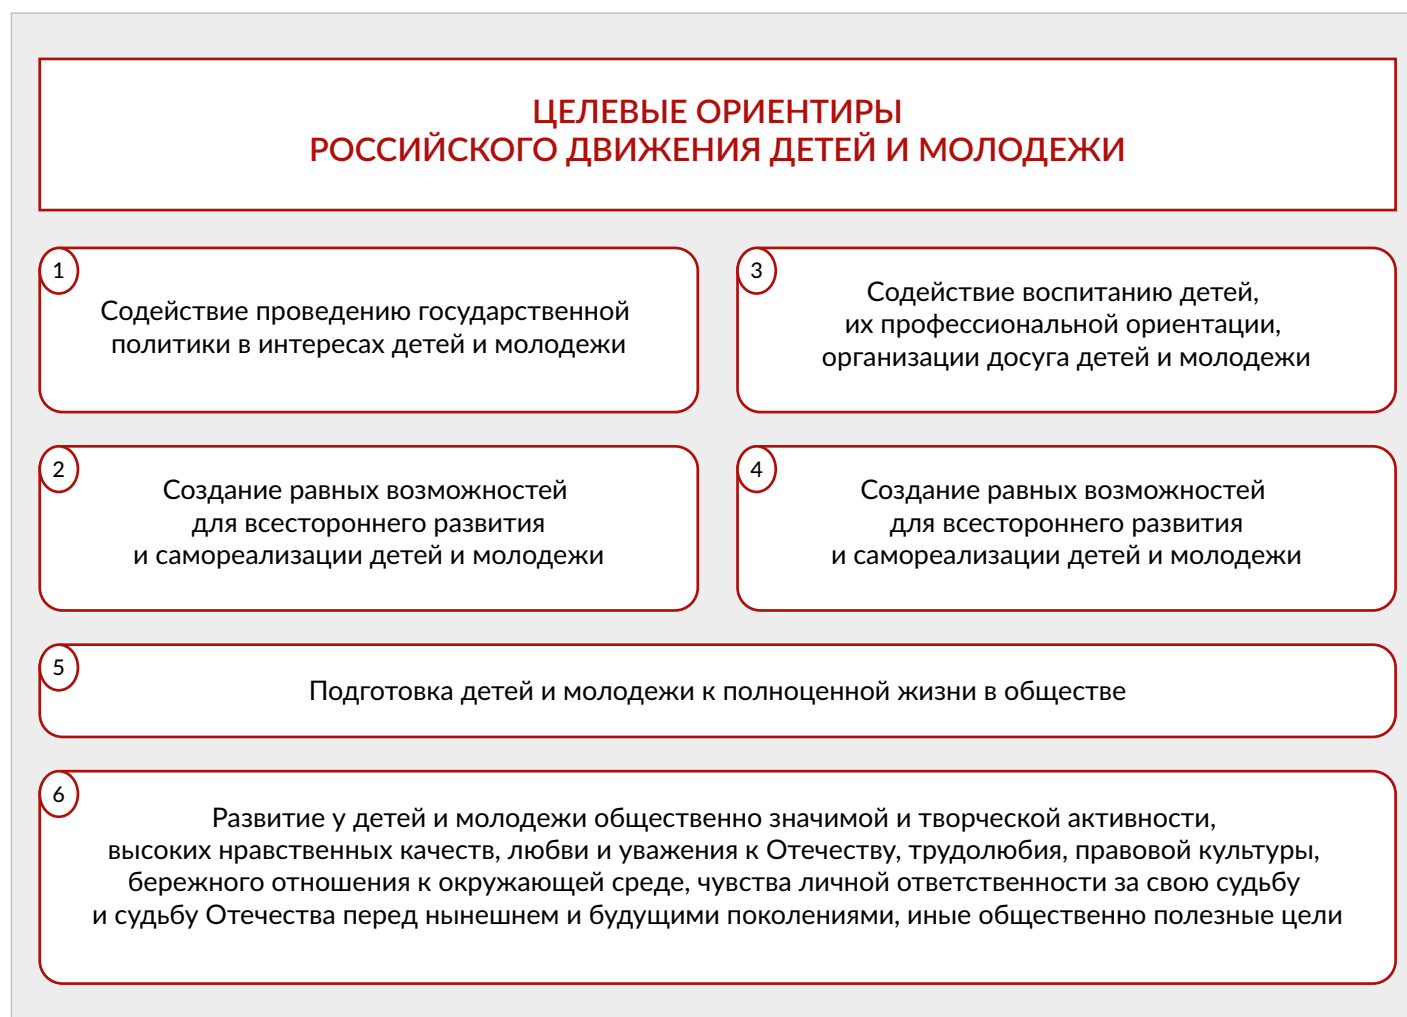 ЦЕЛЕВЫЕ ОРИЕНТИРЫ
РОССИЙСКОГО ДВИЖЕНИЯ ДЕТЕЙ И МОЛОДЕЖИ
1
Содействие проведению государственной
политики в интересах детей и молодежи
2
Создание равных возможностей
для всестороннего развития
и самореализации детей и молодежи
3
Содействие воспитанию детей,
их профессиональной ориентации,
организации досуга детей и молодежи
4
Создание равных возможностей
для всестороннего развития
и самореализации детей и молодежи
5
Подготовка детей и молодежи к полноценной жизни в обществе
6
Развитие у детей и молодежи общественно значимой и творческой активности,
высоких нравственных качеств, любви и уважения к Отечеству, трудолюбия, правовой культуры,
бережного отношения к окружающей среде, чувства личной ответственности за свою судьбу
и судьбу Отечества перед нынешнем и будущими поколениями, иные общественно полезные цели